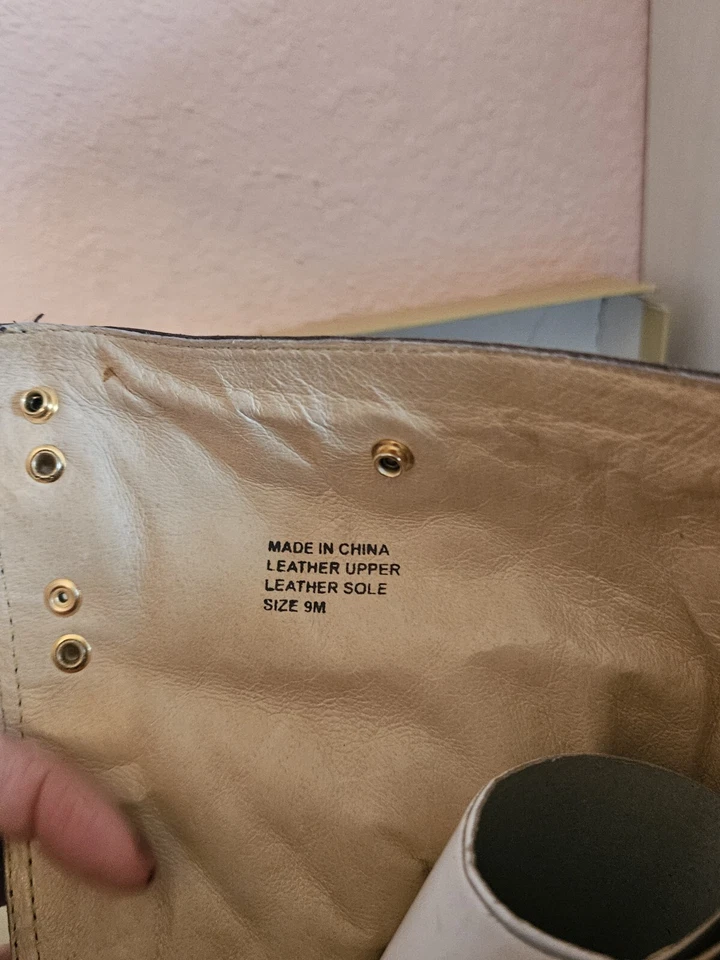 MADE IN CHINA
LEATHER UPPER
LEATHER SOLE
SIZE 9M